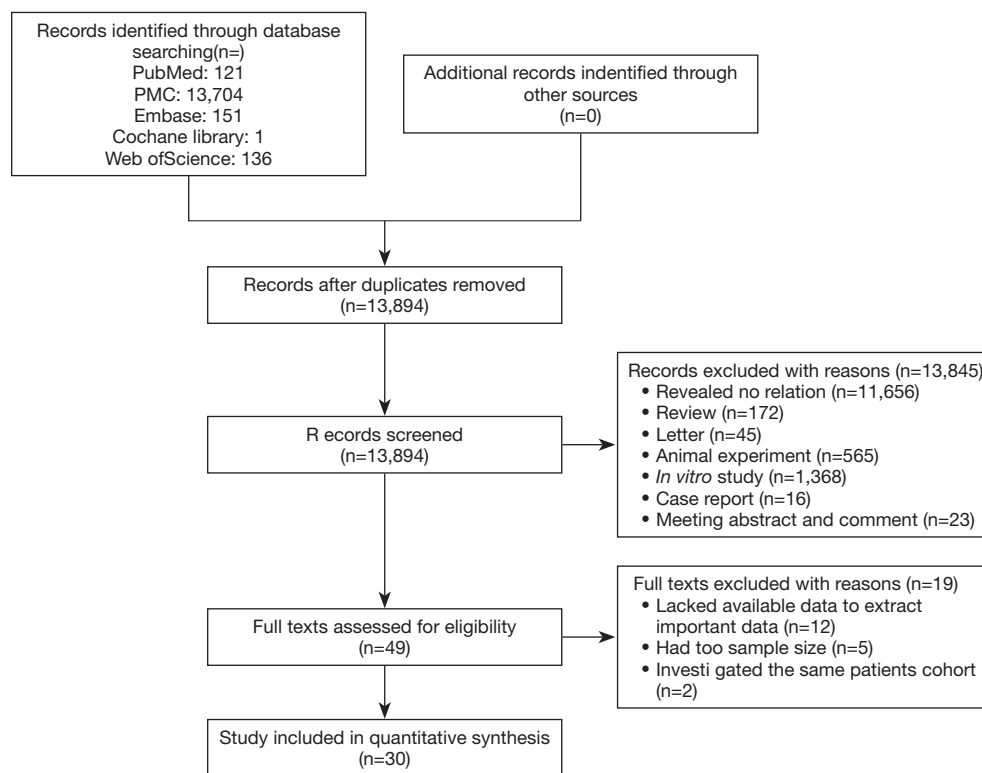 Records identified through database
searching(n=)
PubMed: 121
PMC: 13,704
Embase: 151
Cochane library: 1
Web ofScience: 136
Additional records indentified through
other sources
(n=0)
Records after duplicates removed
(n=13,894)
R ecords screened
(n=13,894)
Records excluded with reasons (n=13,845)
• Revealed no relation (n=11,656)
• Review (n=172)
• Letter (n=45)
• Animal experiment (n=565)
• In vitro study (n=1,368)
• Case report (n=16)
• Meeting abstract and comment (n=23)
Full texts assessed for eligibility
(n=49)
Full texts excluded with reasons (n=19)
• Lacked available data to extract
important data (n=12)
• Had too sample size (n=5)
• Investi gated the same patients cohort
(n=2)
Study included in quantitative synthesis
(n=30)